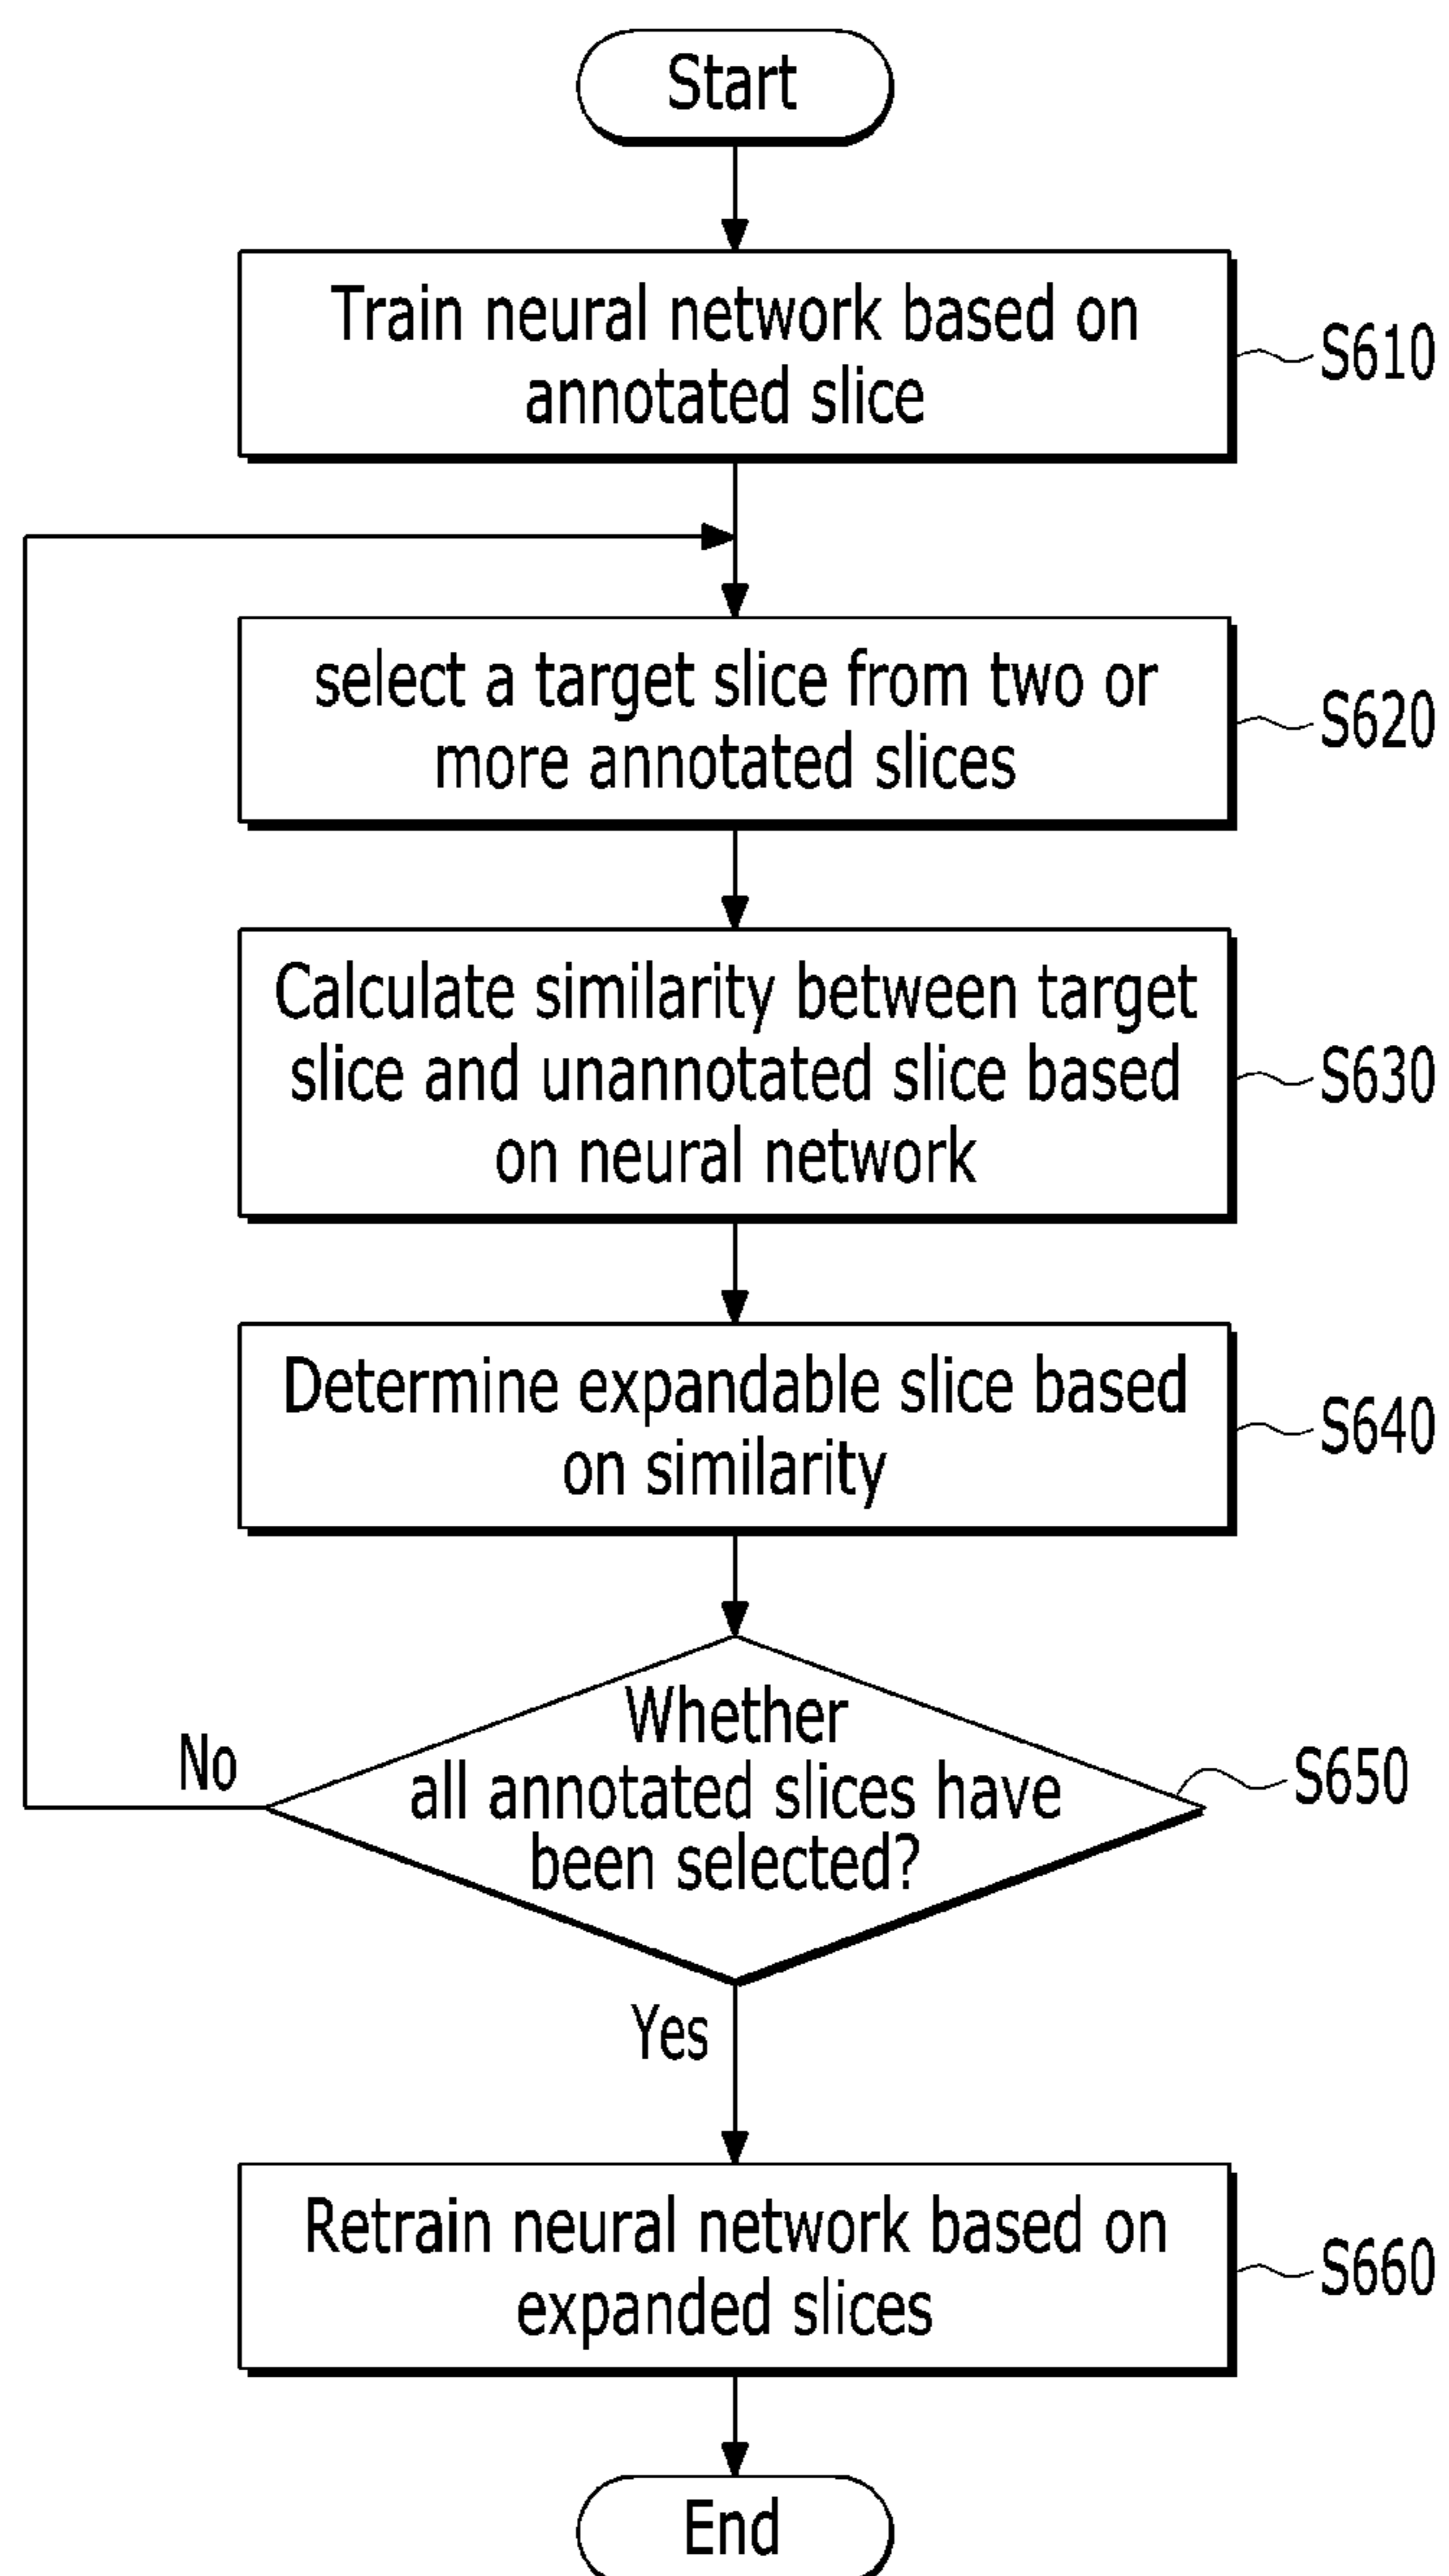 Start
Train neural network based on
annotated slice
S610
select a target slice from two or
more annotated slices
S620
Calculate similarity between target
slice and unannotated slice based
on neural network
S630
Determine expandable slice based
on similarity
S640
Whether
all annotated slices have
been selected?
S650
No
Yes
Retrain neural network based on
expanded slices
S660
End